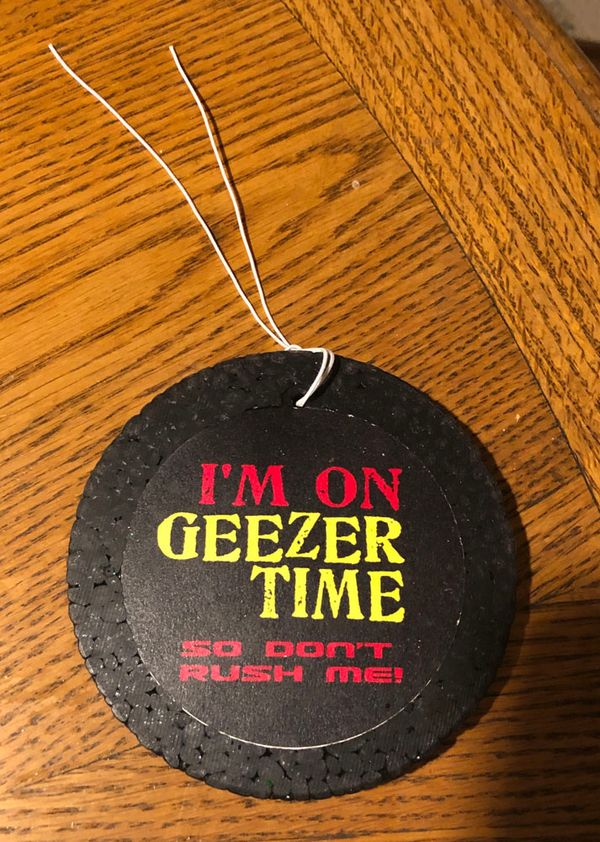 I'M ON
GEEZER
TIME
SO DON'T
RUSH ME!